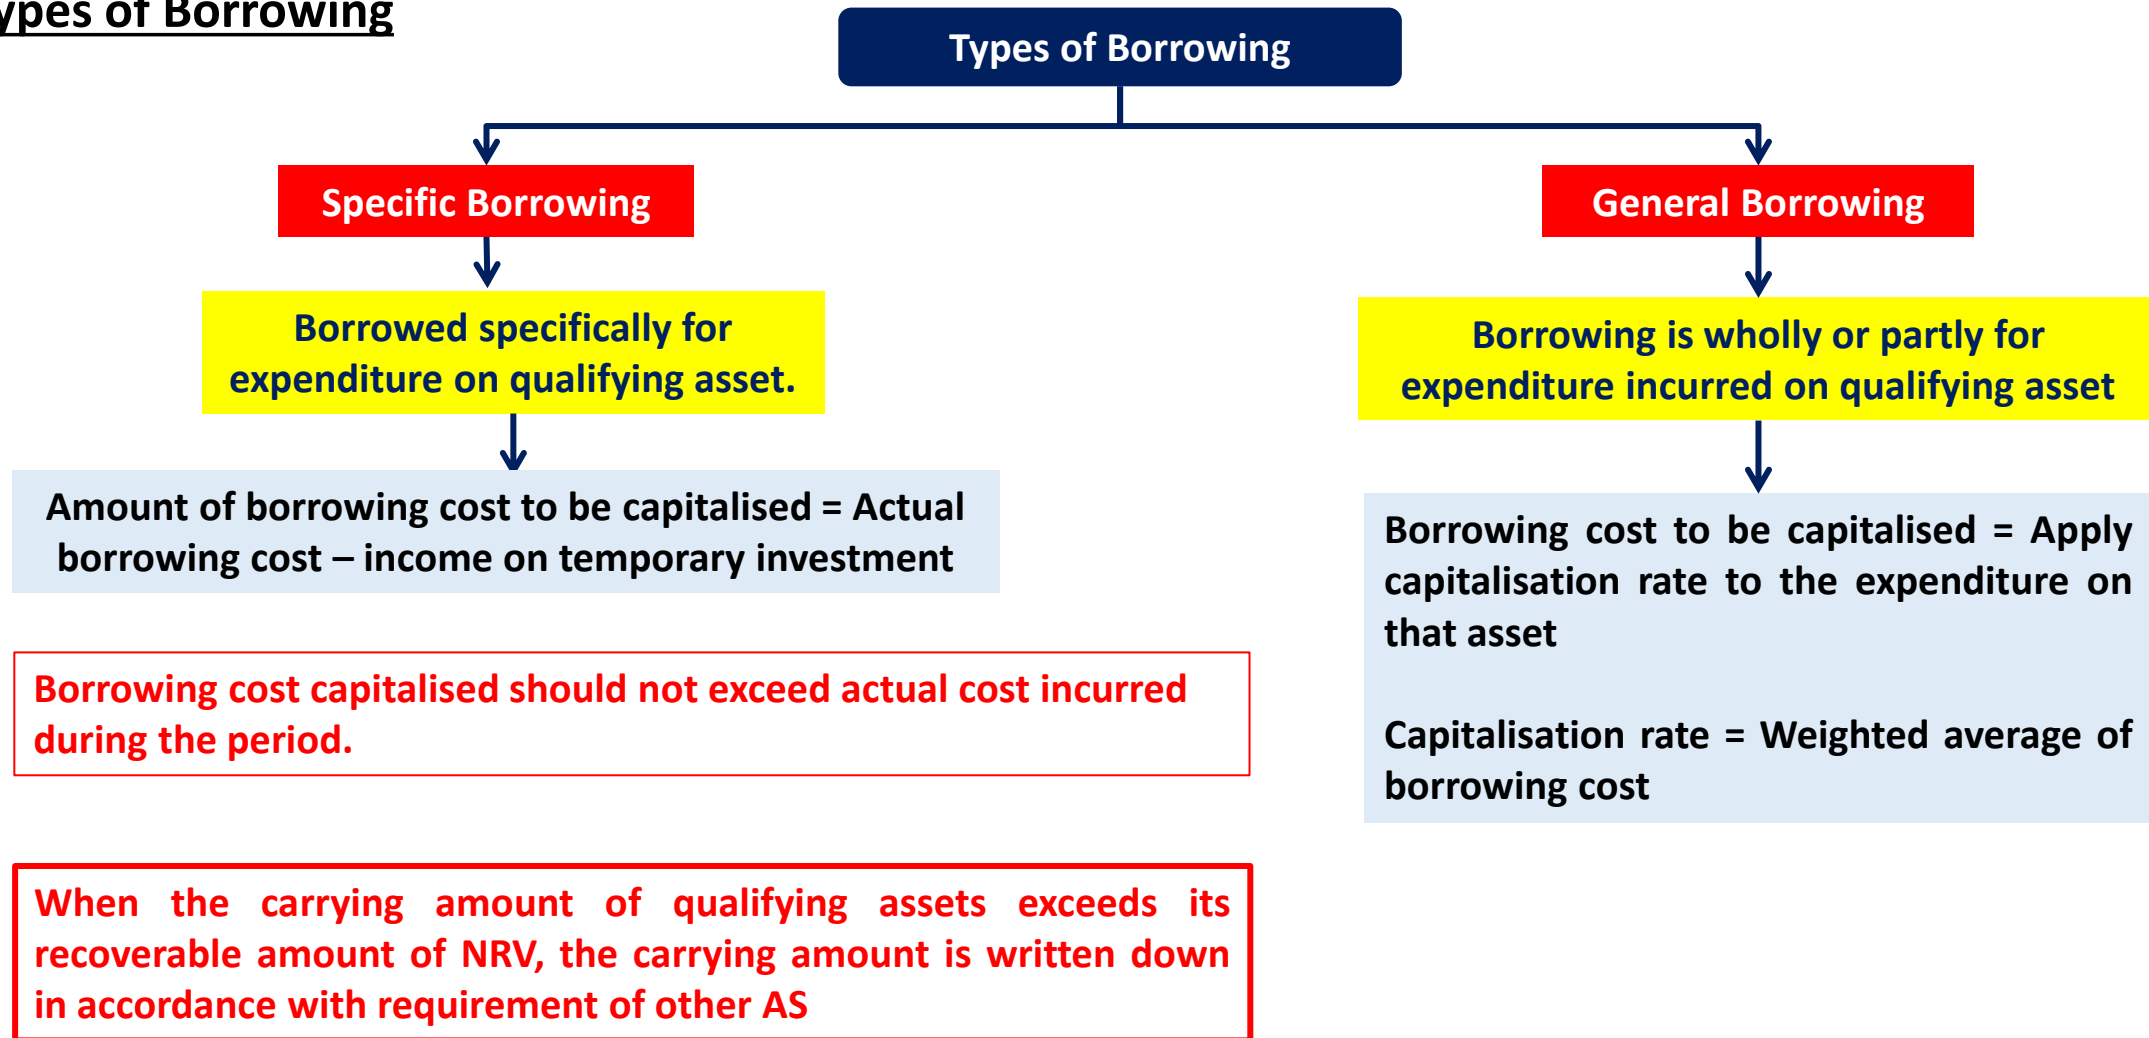 ypes of Borrowing
Types of Borrowing
Specific Borrowing
General Borrowing
Borrowed specifically for
expenditure on qualifying asset.
Borrowing is wholly or partly for
expenditure incurred on qualifying asset
Amount of borrowing cost to be capitalised = Actual
borrowing cost – income on temporary investment
Borrowing cost to be capitalised = Apply
capitalisation rate to the expenditure on
that asset
Capitalisation rate = Weighted average of
borrowing cost
Borrowing cost capitalised should not exceed actual cost incurred
during the period.
When the carrying amount of qualifying assets exceeds its
recoverable amount of NRV, the carrying amount is written down
in accordance with requirement of other AS